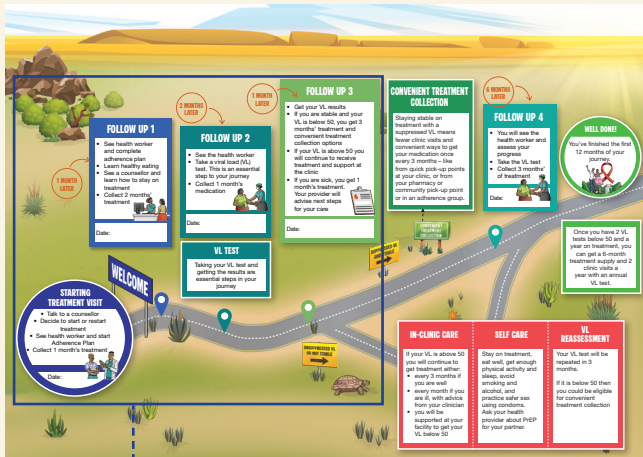 STARTING
TREATMENT VISIT
• Talk to a counsellor
• Decide to start or restart
treatment
• See health worker and start
Adherence Plan
• Collect 1 month's treatment
Date:
WELCOME
1 MONTH
LATER
FOLLOW UP 1
• See health worker
and complete
adherence plan
• Learn healthy eating
• See a counsellor and
learn how to stay on
treatment
• Collect 2 months'
treatment
Date:
2 MONTHS
LATER
FOLLOW UP 2
• See the health worker
• Take a viral load (VL)
test. This is an essential
step to your journey
• Collect 1 month's
medication
Date:
VL TEST
Taking your VL test and
getting the results are
essential steps in your
journey
1 MONTH
LATER
FOLLOW UP 3
• Get your VL results
• If you are stable and your
VL is below 50, you get 3
months' treatment and
convenient treatment
collection options
• If your VL is above 50 you
will continue to receive
treatment and support at
the clinic
• If you are sick, you get 1
month's treatment.
Your provider will
advise next steps
for your care
Date:
UNSUPPRESSED VL
OR NOT STABLE
SUPPRESSED VL
AND STABLE
CONVENIENT TREATMENT
COLLECTION
Staying stable on
treatment with a
suppressed VL means
fewer clinic visits and
convenient ways to get
your medication once
every 3 months – like
from quick pick-up points
at your clinic, or from
your pharmacy or
community pick-up point
or in an adherence group.
CONVENIENT
TREATMENT
COLLECTION
6 MONTHS
LATER
FOLLOW UP 4
• You will see the
health worker and
assess your
progress
• Take the VL test
• Collect 3 months'
of treatment
Date:
WELL DONE!
You've finished the first
12 months of your
journey.
Once you have 2 VL
tests below 50 and a
year on treatment, you
can get a 6-month
treatment supply and 2
clinic visits a
year with an annual
VL test.
IN-CLINIC CARE
If your VL is above 50
you will continue to
get treatment either:
• every 3 months if
you are well
• every month if you
are ill, with advice
from your clinician
• you will be
supported at your
facility to get your
VL below 50
SELF CARE
Stay on treatment,
eat well, get enough
physical activity and
sleep, avoid
smoking and
alcohol, and
practice safer sex
using condoms.
Ask your health
provider about PrEP
for your partner.
VL
REASSESSMENT
Your VL test will be
repeated in 3
months.
If it is below 50 then
you could be eligible
for convenient
treatment collection